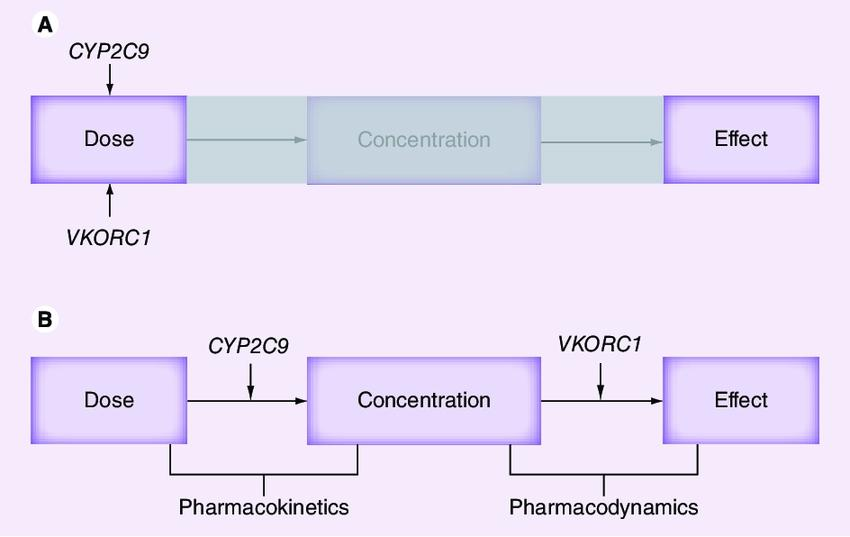 A
CYP2C9
Dose
Concentration
Effect
VKORC1
B
CYP2C9
VKORC1
Dose
Concentration
Effect
Pharmacokinetics
Pharmacodynamics